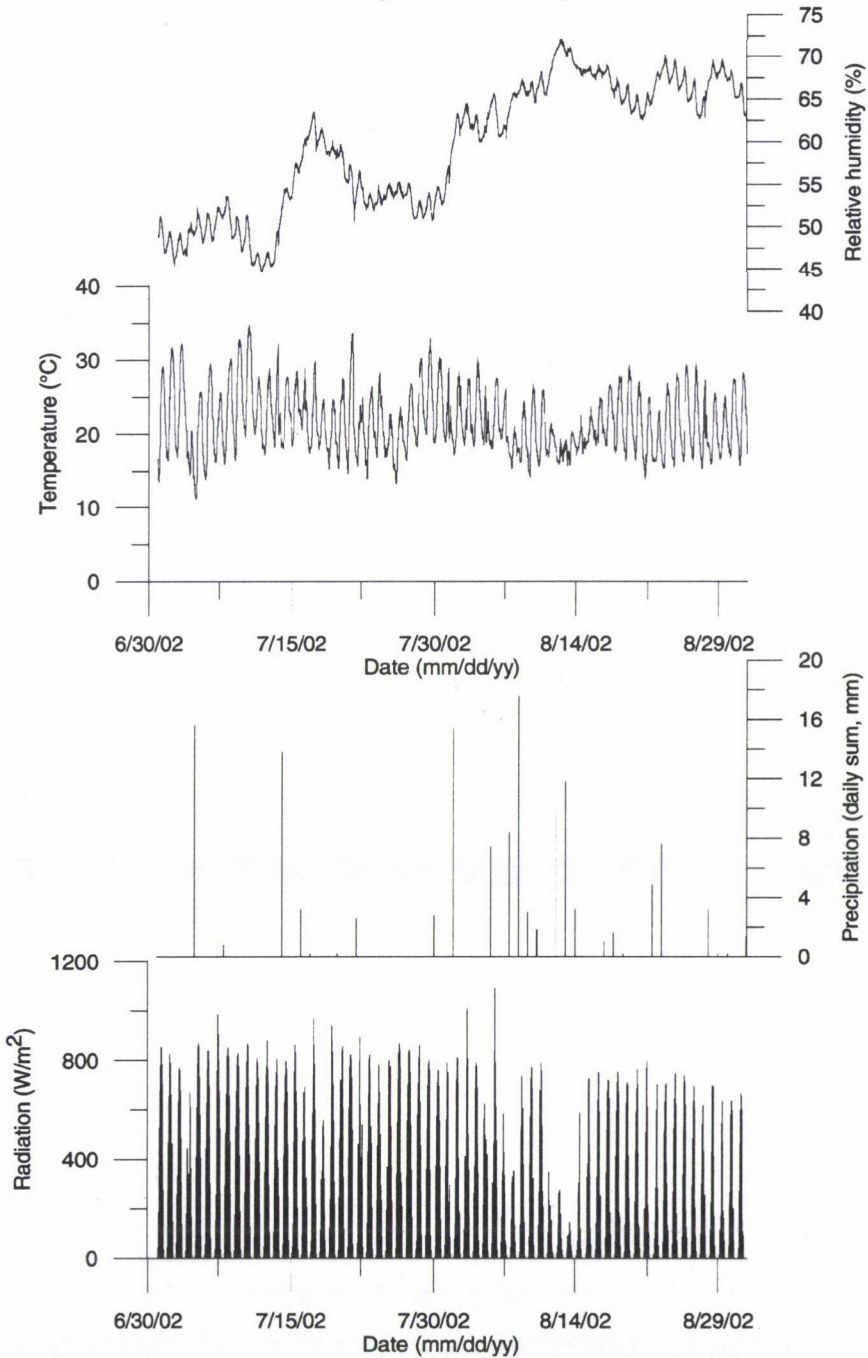 75
70
65
60
55
50
45
40
Relative humidity (%)
40
30
20
10
0
Temperature (°C)
6/30/02 7/15/02 7/30/02 8/14/02 8/29/02
Date (mm/dd/yy)
20
16
12
8
4
0
Precipitation (daily sum, mm)
1200
800
400
0
Radiation (W/m²)
6/30/02 7/15/02 7/30/02 8/14/02 8/29/02
Date (mm/dd/yy)